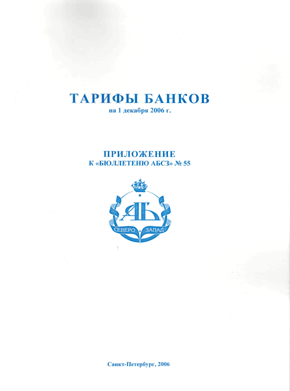 ТАРИФЫ БАНКОВ
на 1 декабря 2006 г.
ПРИЛОЖЕНИЕ
К «БЮЛЛЕТЕНЮ АБСЗ» № 55
АБ
СЕВЕРО ЗАПАД
Санкт-Петербург, 2006